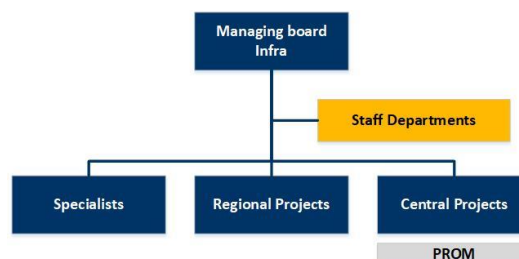 Managing board
Infra
Staff Departments
Specialists
Regional Projects
Central Projects
PROM